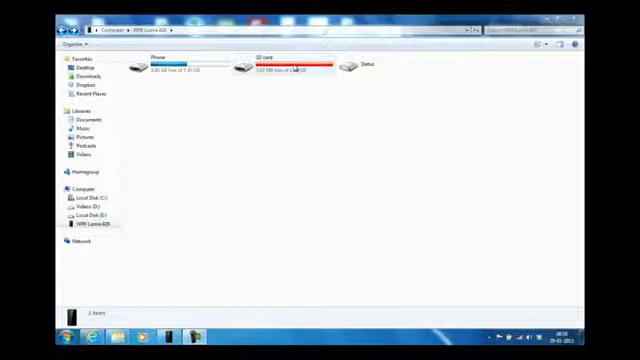 Computer ▸ WP8 Lumia 820
Organize
Favorites
Desktop
Downloads
Dropbox
Recent Places
Libraries
Documents
Music
Pictures
Podcasts
Videos
Homegroup
Computer
Local Disk (C:)
Videos (D:)
Local Disk (E:)
WP8 Lumia 820
Network
Phone
SD card
Status
3 items